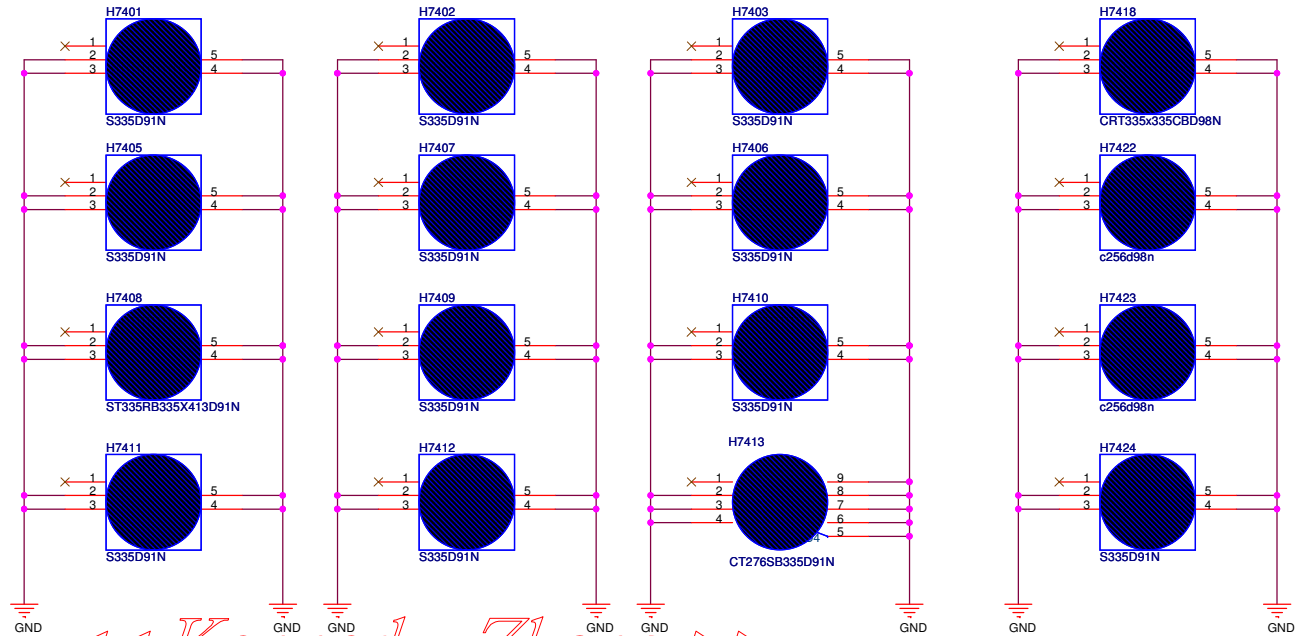 H7401 H7402 H7403 H7418
1 1 1 1
2 5 2 5 2 5 2 5
3 4 3 4 3 4 3 4
S335D91N S335D91N S335D91N CRT335x335CBD98N
H7405 H7407 H7406 H7422
1 1 1 1
2 5 2 5 2 5 2 5
3 4 3 4 3 4 3 4
S335D91N S335D91N S335D91N c256d98n
H7408 H7409 H7410 H7423
1 1 1 1
2 5 2 5 2 5 2 5
3 4 3 4 3 4 3 4
ST335RB335X413D91N S335D91N S335D91N c256d98n
H7411 H7412 H7413 H7424
1 1 1 9 1
2 5 2 5 2 8 2 5
3 4 3 4 3 7 3 4
4 6
5
S335D91N S335D91N CT276SB335D91N S335D91N
GND GND GND GND GND GND GND GND